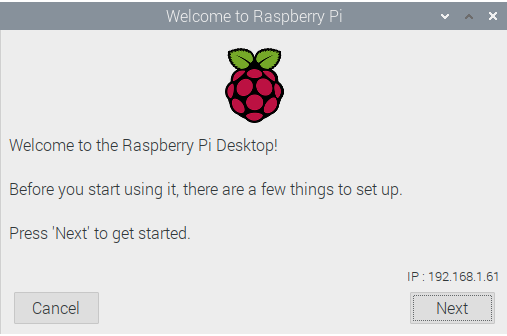 Welcome to Raspberry Pi
Welcome to the Raspberry Pi Desktop!
Before you start using it, there are a few things to set up.
Press 'Next' to get started.
IP : 192.168.1.61
Cancel
Next